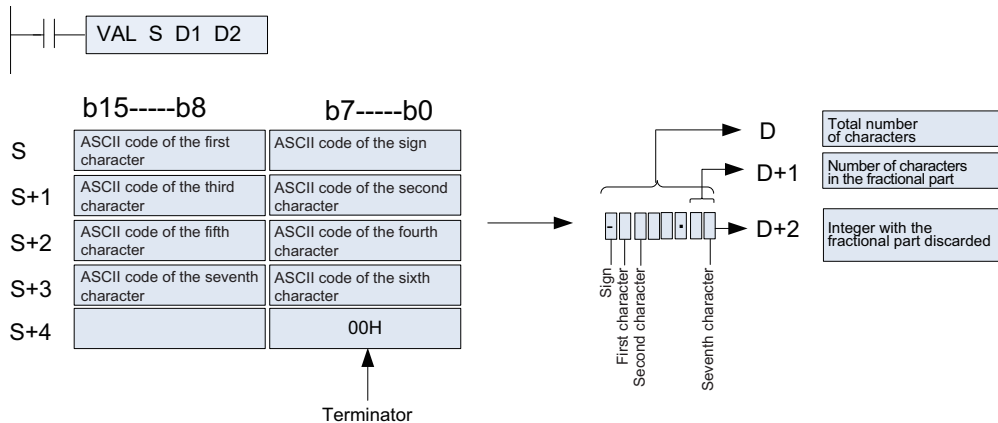 VAL S D1 D2
b15-----b8 b7-----b0
S
ASCII code of the first
character
ASCII code of the sign
S+1
ASCII code of the third
character
ASCII code of the second
character
S+2
ASCII code of the fifth
character
ASCII code of the fourth
character
S+3
ASCII code of the seventh
character
ASCII code of the sixth
character
S+4
00H
Terminator
D
Total number
of characters
D+1
Number of characters
in the fractional part
- .
D+2
Integer with the
fractional part discarded
Sign
First character
Second character
Seventh character